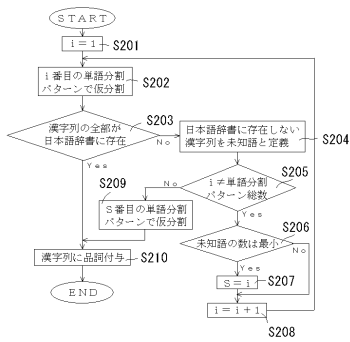 START
i=1
S201
i番目の単語分割
パターンで仮分割
S202
漢字列の全部が
日本語辞書に存在
S203
No
Yes
日本語辞書に存在しない
漢字列を未知語と定義
S204
i≠単語分割
パターン総数
S205
No
Yes
S209
S番目の単語分割
パターンで仮分割
未知語の数は最小
S206
No
Yes
S=i
S207
漢字列に品詞付与
S210
i=i+1
S208
END